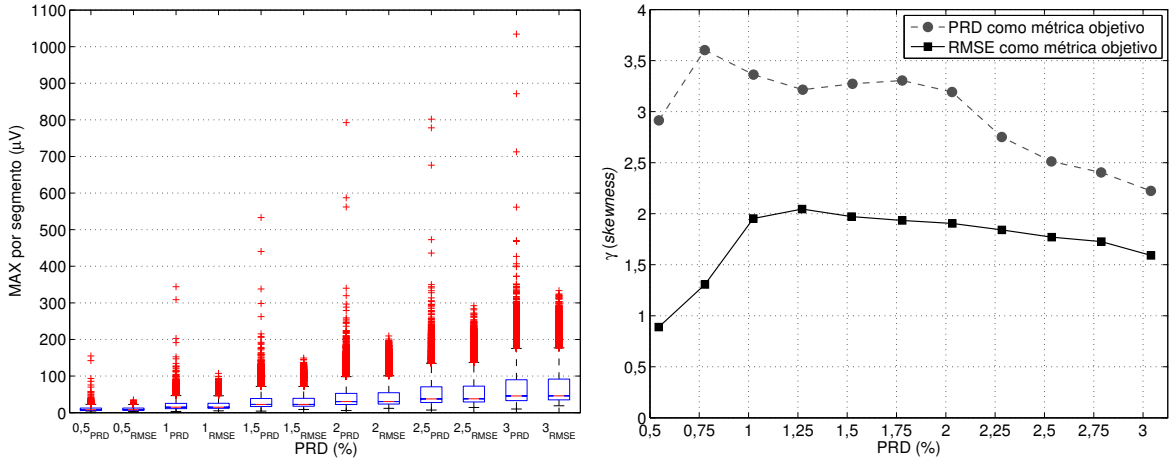 1100
1000
900
800
700
600
500
400
300
200
100
0
MAX por segmento (μV)
0,5PRD 0,5RMSE 1PRD 1RMSE 1,5PRD 1,5RMSE 2PRD 2RMSE 2,5PRD 2,5RMSE 3PRD 3RMSE
PRD (%)
4
3,5
3
2,5
2
1,5
1
0,5
0
γ (skewness)
PRD como métrica objetivo
RMSE como métrica objetivo
0,5 0,75 1 1,25 1,5 1,75 2 2,25 2,5 2,75 3
PRD (%)